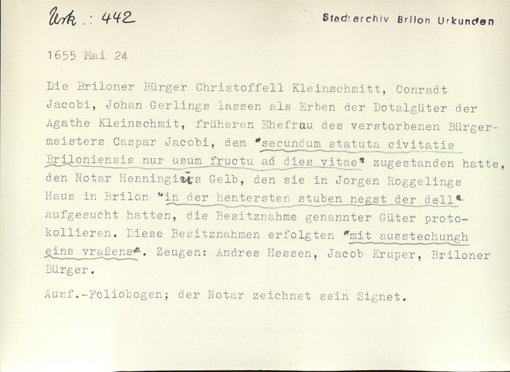 Urk.: 442
Stadtarchiv Brilon Urkunden
1655 Mai 24
Die Briloner Bürger Christoffell Kleinschmitt, Conradt
Jacobi, Johan Gerlings lassen als Erben der Dotalgüter der
Agathe Kleinschmit, früheren Ehefrau des verstorbenen Bürger-
meisters Caspar Jacobi, dem "secundum statuta civitatis
Briloniensis nur usum fructu ad dies vitae" zugestanden hatte,
den Notar Henningius Gelb, den sie in Jorgen Roggelings
Haus in Brilon "in der hentersten stuben negst der dell"
aufgesucht hatten, die Besitznahme genannter Güter proto-
kollieren. Diese Besitznahmen erfolgten "mit ausstechungh
eins vraßens". Zeugen: Andres Hessen, Jacob Kruper, Briloner
Bürger.
Ausf.-Foliobogen; der Notar zeichnet sein Signet.